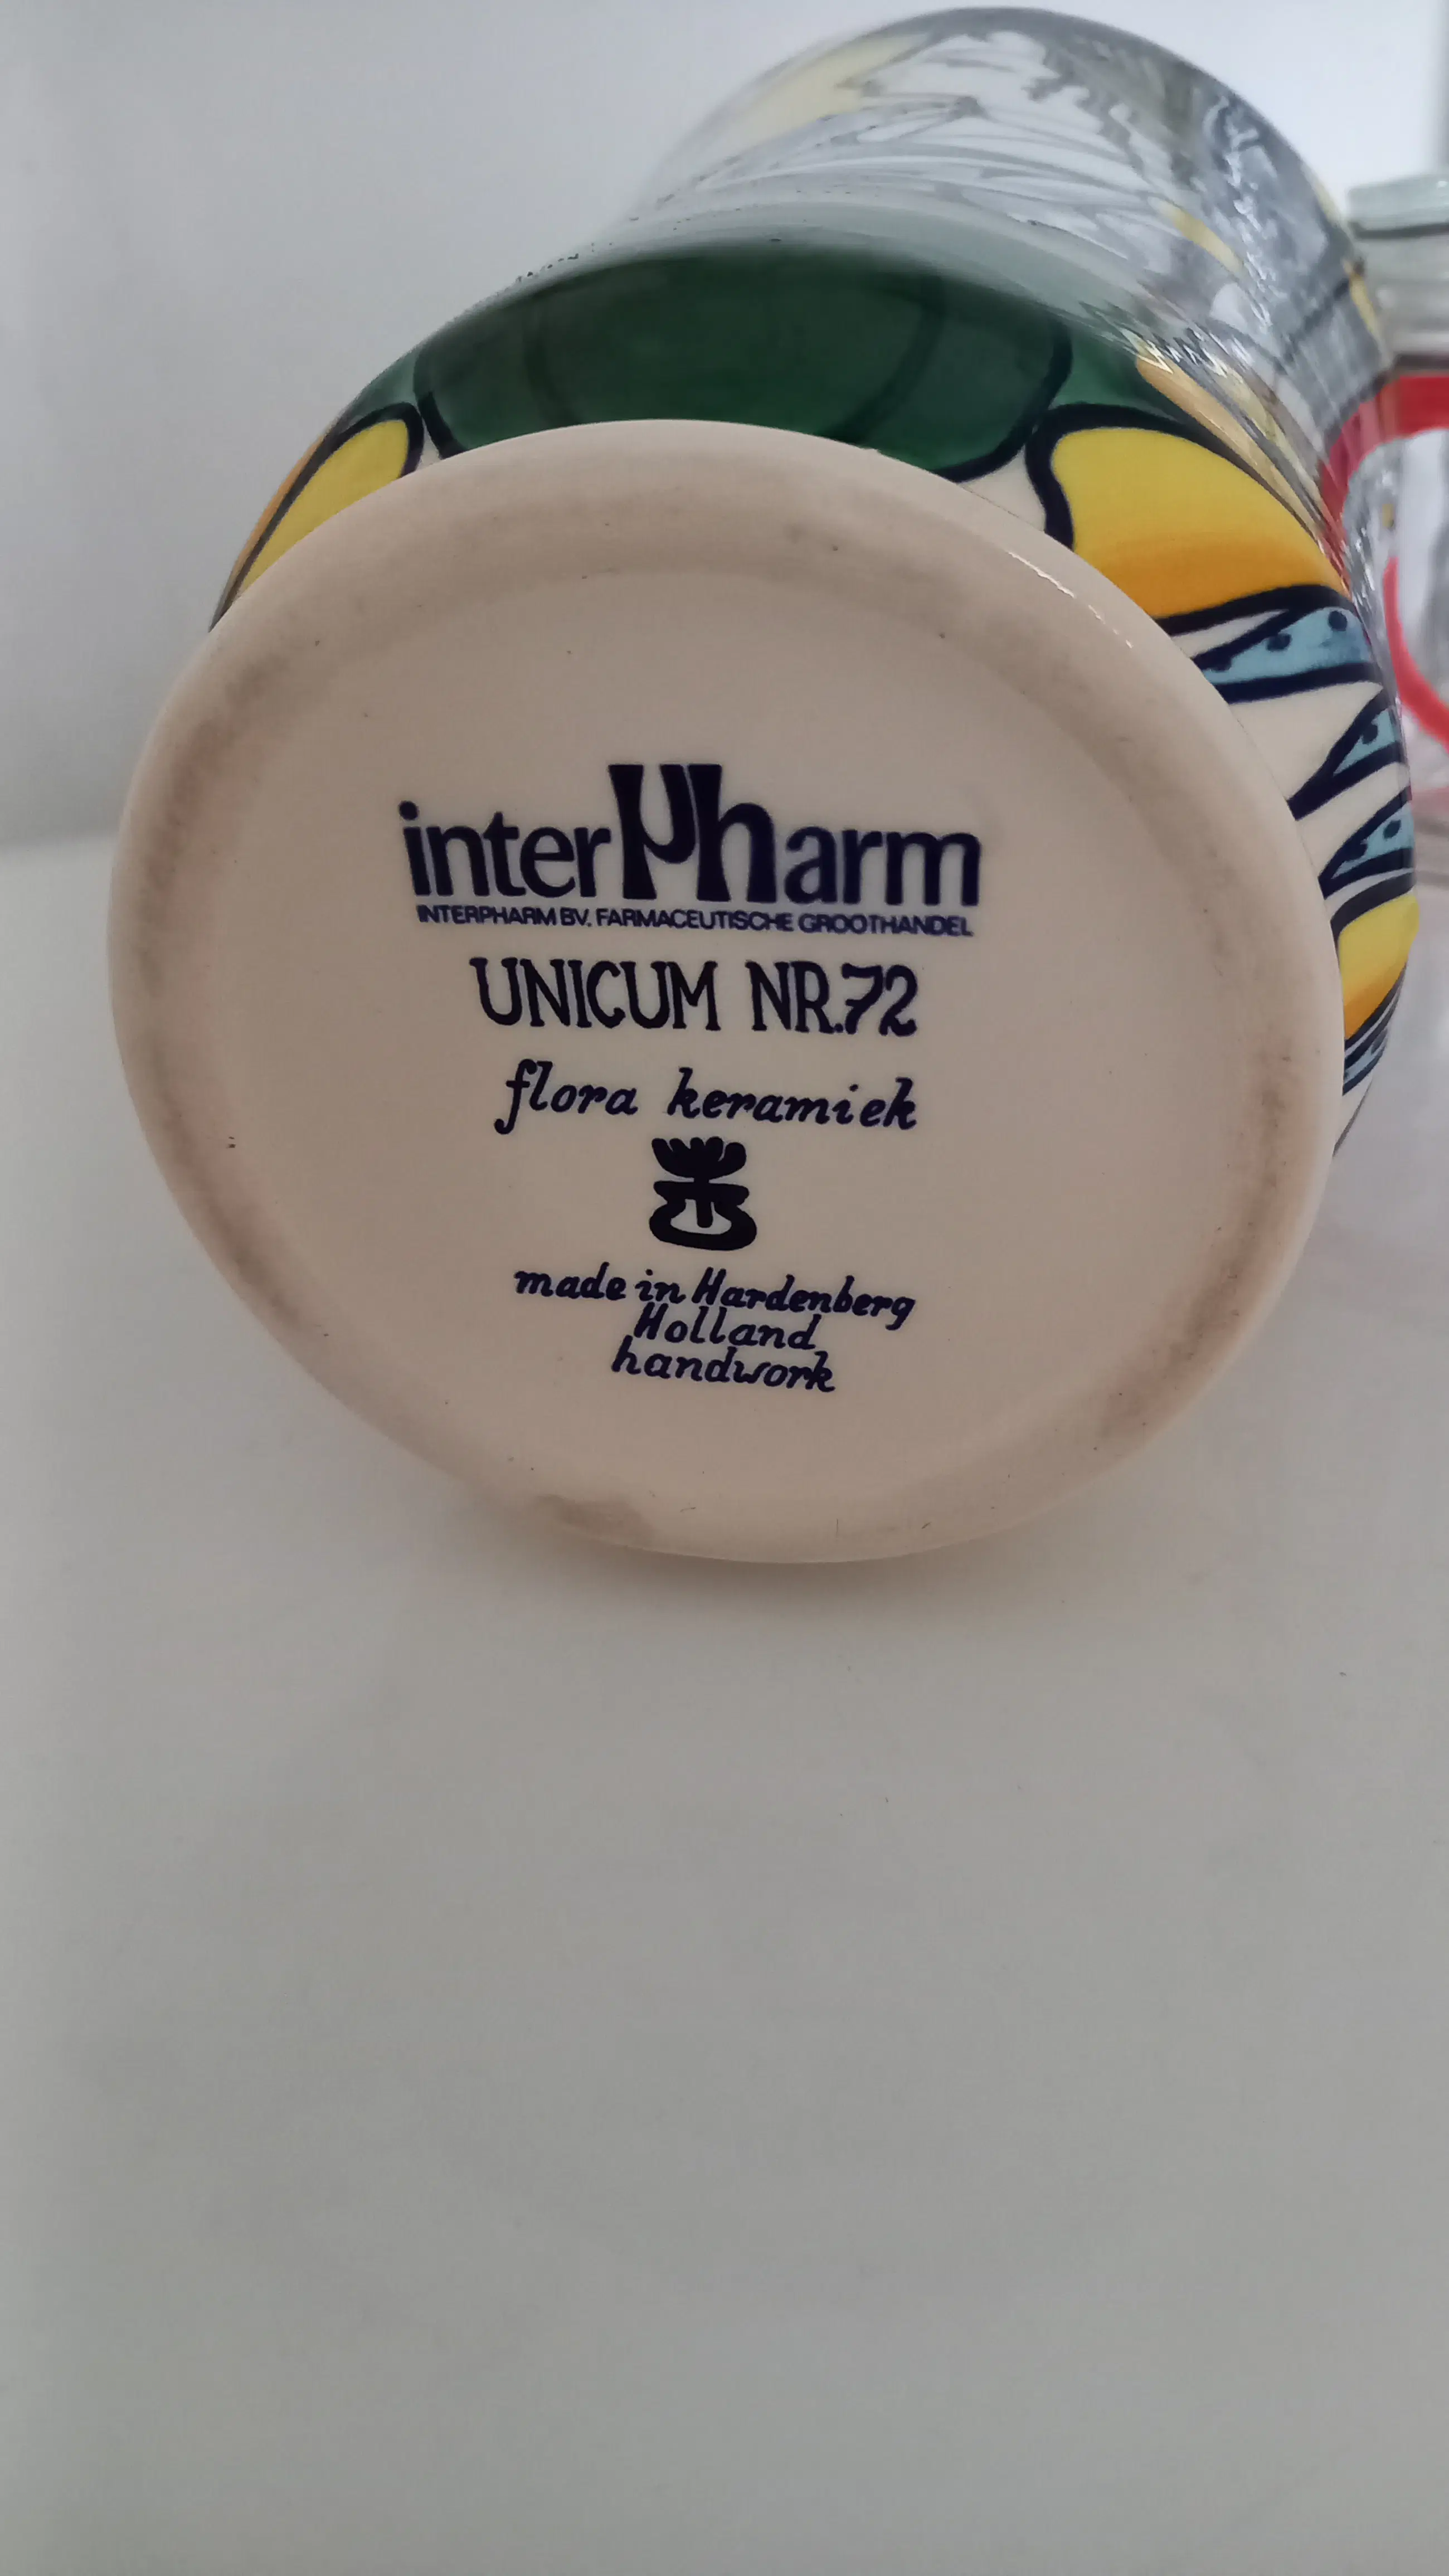 interPharm
INTERPHARM BV. FARMACEUTISCHE GROOTHANDEL
UNICUM NR.72
flora keramiek
made in Hardenberg
Holland
handwork